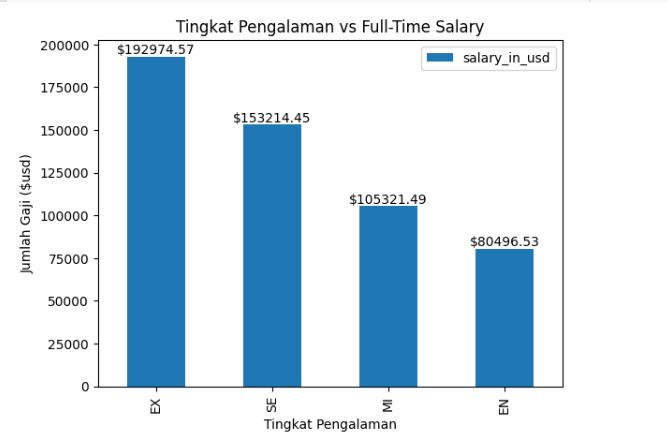 Tingkat Pengalaman vs Full-Time Salary
salary_in_usd
Jumlah Gaji ($usd)
200000
175000
150000
125000
100000
75000
50000
25000
0
$192974.57
$153214.45
$105321.49
$80496.53
EX
SE
MI
EN
Tingkat Pengalaman